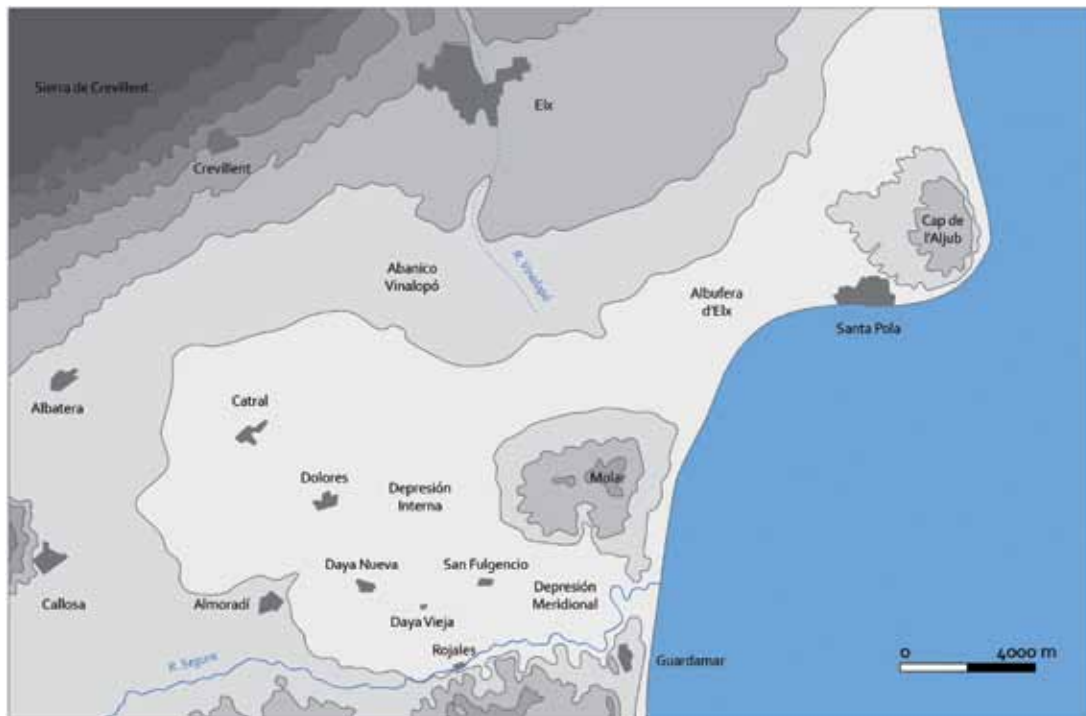 Sierra de Crevillent
Elx
Crevillent
Cap de
l'Aljub
R. Vinalopó
Abanico
Vinalopó
Albufera
d'Elx
Santa Pola
Albatera
Catral
Dolores
Depresión
Interna
Molar
Daya Nueva
San Fulgencio
Depresión
Meridional
Callosa
Almoradí
Daya Vieja
Rojales
R. Segura
Guardamar
0 4000 m